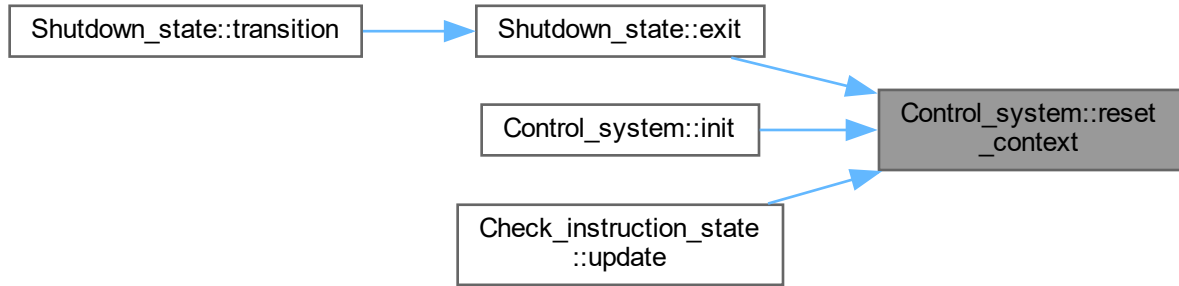 Shutdown_state::transition
Shutdown_state::exit
Control_system::init
Check_instruction_state
::update
Control_system::reset
_context